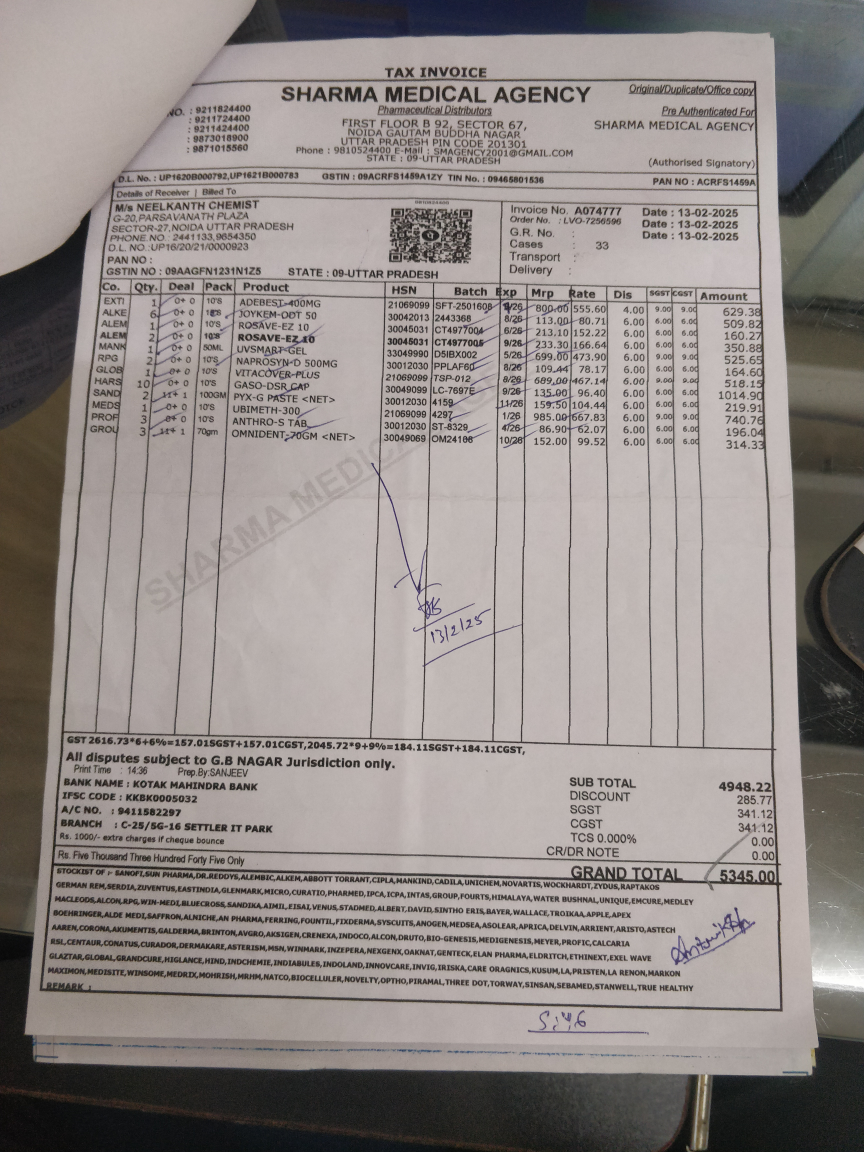 TAX INVOICE
SHARMA MEDICAL AGENCY
Original/Duplicate/Office copy
NO. : 9211824400
: 9211724400
: 9211424400
: 9873018900
: 9871015560
Pharmaceutical Distributors
FIRST FLOOR B 92, SECTOR 67,
NOIDA GAUTAM BUDDHA NAGAR
UTTAR PRADESH PIN CODE 201301
Phone : 9810524400 E-Mail : SMAGENCY2001@GMAIL.COM
STATE : 09-UTTAR PRADESH
Pre Authenticated For
SHARMA MEDICAL AGENCY
(Authorised Signatory)
D.L. No. : UP1620B000792,UP1621B000783 GSTIN : 09ACRFS1459A1ZY TIN No. : 09465801536 PAN NO : ACRFS1459A
Details of Receiver | Billed To
M/s NEELKANTH CHEMIST
G-20,PARSAVANATH PLAZA
SECTOR-27,NOIDA UTTAR PRADESH
PHONE.NO. 2441133,9654350
D.L. NO.:UP16/20/21/0000923
PAN NO :
GSTIN NO : 09AAGFN1231N1Z5 STATE : 09-UTTAR PRADESH
Invoice No. A074777 Date : 13-02-2025
Order No. : LVO-7256596 Date : 13-02-2025
G.R. No. : Date : 13-02-2025
Cases : 33
Transport :
Delivery :
Co. Qty. Deal Pack Product HSN Batch Exp Mrp Rate Dis SGST CGST Amount
EXTI 1 0+ 0 10'S ADEBEST-400MG 21069099 SFT-2501608 /26 800.00 555.60 4.00 9.00 9.00 629.38
ALKE 6 0+ 0 JOYKEM-ODT 50 30042013 2443368 8/26 113.00 80.71 6.00 6.00 6.00 509.82
ALEM 1 0+ 0 10'S ROSAVE-EZ 10 30045031 CT4977004 6/26 213.10 152.22 6.00 6.00 6.00 160.27
ALEM 2 0+ 0 10'S ROSAVE-EZ 10 30045031 CT4977005 9/26 233.30 166.64 6.00 6.00 6.00 350.88
MANK 1 0+ 0 50ML UVSMART-GEL 33049990 D5IBX002 5/26 699.00 473.90 6.00 9.00 9.00 525.65
RPG 2 0+ 0 10'S NAPROSYN-D 500MG 30012030 PPLAF60 8/26 109.44 78.17 6.00 6.00 6.00 164.60
GLOB 1 0+ 0 10'S VITACOVER-PLUS 21069099 TSP-012 8/26 689.00 467.14 6.00 9.00 9.00 518.15
HARS 10 0+ 0 10'S GASO-DSR CAP 30049099 LC-7697E 9/26 135.00 96.40 6.00 6.00 6.00 1014.90
SAND 2 11+ 1 100GM PYX-G PASTE <NET> 30012030 4159 11/26 159.50 104.44 6.00 6.00 6.00 219.91
MEDS 1 0+ 0 10'S UBIMETH-300 21069099 4297 1/26 985.00 667.83 6.00 9.00 9.00 740.76
PROF 3 0+ 0 10'S ANTHRO-S TAB 30012030 ST-8329 4/26 86.90 62.07 6.00 6.00 6.00 196.04
GROU 3 11+ 1 70gm OMNIDENT-70GM <NET> 30049069 OM24106 10/26 152.00 99.52 6.00 6.00 6.00 314.33
SHARMA MEDIC
13/2/25
GST 2616.73*6+6%=157.01SGST+157.01CGST,2045.72*9+9%=184.11SGST+184.11CGST,
All disputes subject to G.B NAGAR Jurisdiction only.
Print Time : 14:36 Prep.By:SANJEEV
BANK NAME : KOTAK MAHINDRA BANK
IFSC CODE : KKBK0005032
A/C NO. : 9411582297
BRANCH : C-25/5G-16 SETTLER IT PARK
Rs. 1000/- extra charges if cheque bounce
SUB TOTAL 4948.22
DISCOUNT 285.77
SGST 341.12
CGST 341.12
TCS 0.000% 0.00
CR/DR NOTE 0.00
Rs. Five Thousand Three Hundred Forty Five Only
GRAND TOTAL 5345.00
STOCKIST OF :- SANOFI,SUN PHARMA,DR.REDDYS,ALEMBIC,ALKEM,ABBOTT TORRANT,CIPLA,MANKIND,CADILA,UNICHEM,NOVARTIS,WOCKHARDT,ZYDUS,RAPTAKOS
GERMAN REM,SERDIA,ZUVENTUS,EASTINDIA,GLENMARK,MICRO,CURATIO,PHARMED,IPCA,ICPA,INTAS,GROUP,FOURTS,HIMALAYA,WATER BUSHNAL,UNIQUE,EMCURE,MEDLEY
MACLEODS,ALCON,RPG,WIN-MEDI,BLUECROSS,SANDIKA,AIMIL,EISAI,VENUS,STADMED,ALBERT,DAVID,SINTHO ERIS,BAYER,WALLACE,TROIKAA,APPLE,APEX
BOEHRINGER,ALDE MEDI,SAFFRON,ALNICHE,AN PHARMA,FERRING,FOUNTIL,FIXDERMA,SYSCUTIS,ANOGEN,MEDSEA,ASOLEAR,APRICA,DELVIN,ARRIENT,ARISTO,ASTECH
AAREN,CORONA,AKUMENTIS,GALDERMA,BRINTON,AVGRO,AKSIGEN,CRENEXA,INDOCO,ALCON,DRUTO,BIO-GENESIS,MEDIGENESIS,MEYER,PROFIC,CALCARIA
RSL,CENTAUR,CONATUS,CURADOR,DERMAKARE,ASTERISM,MSN,WINMARK,INZEPERA,NEXGENX,OAKNAT,GENTECK,ELAN PHARMA,ELDRITCH,ETHINEXT,EXEL WAVE
GLAZTAR,GLOBAL,GRANDCURE,HIGLANCE,HIND,INDCHEMIE,INDIABULES,INDOLAND,INNOVCARE,INVIG,IRISKA,CARE ORAGNICS,KUSUM,LA,PRISTEN,LA RENON,MARKON
MAXIMON,MEDISITE,WINSOME,MEDRIX,MOHRISH,MRHM,NATCO,BIOCELLULER,NOVELTY,OPTHO,PIRAMAL,THREE DOT,TORWAY,SINSAN,SEBAMED,STANWELL,TRUE HEALTHY
REMARK :